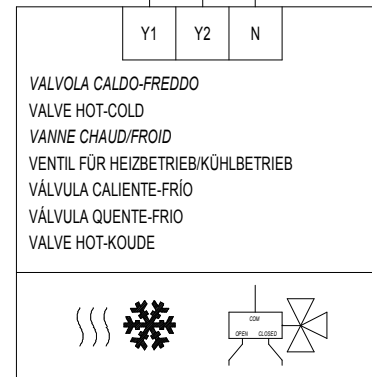 Y1 Y2 N
VALVOLA CALDO-FREDDO
VALVE HOT-COLD
VANNE CHAUD/FROID
VENTIL FÜR HEIZBETRIEB/KÜHLBETRIEB
VÁLVULA CALIENTE-FRÍO
VÁLVULA QUENTE-FRIO
VALVE HOT-KOUDE
COM
OPEN CLOSED